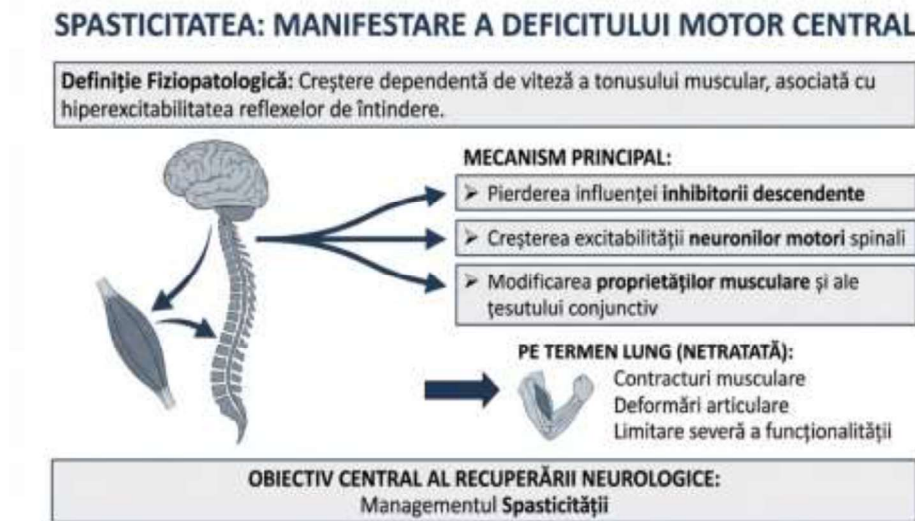 SPASTICITATEA: MANIFESTARE A DEFICITULUI MOTOR CENTRAL
Definiție Fiziopatologică: Creștere dependentă de viteză a tonusului muscular, asociată cu
hiperexcitabilitatea reflexelor de întindere.
MECANISM PRINCIPAL:
➢ Pierderea influenței inhibitorii descendente
➢ Creșterea excitabilității neuronilor motori spinali
➢ Modificarea proprietăților musculare și ale
țesutului conjunctiv
PE TERMEN LUNG (NETRATATĂ):
Contracturi musculare
Deformări articulare
Limitare severă a funcționalității
OBIECTIV CENTRAL AL RECUPERĂRII NEUROLOGICE:
Managementul Spasticității